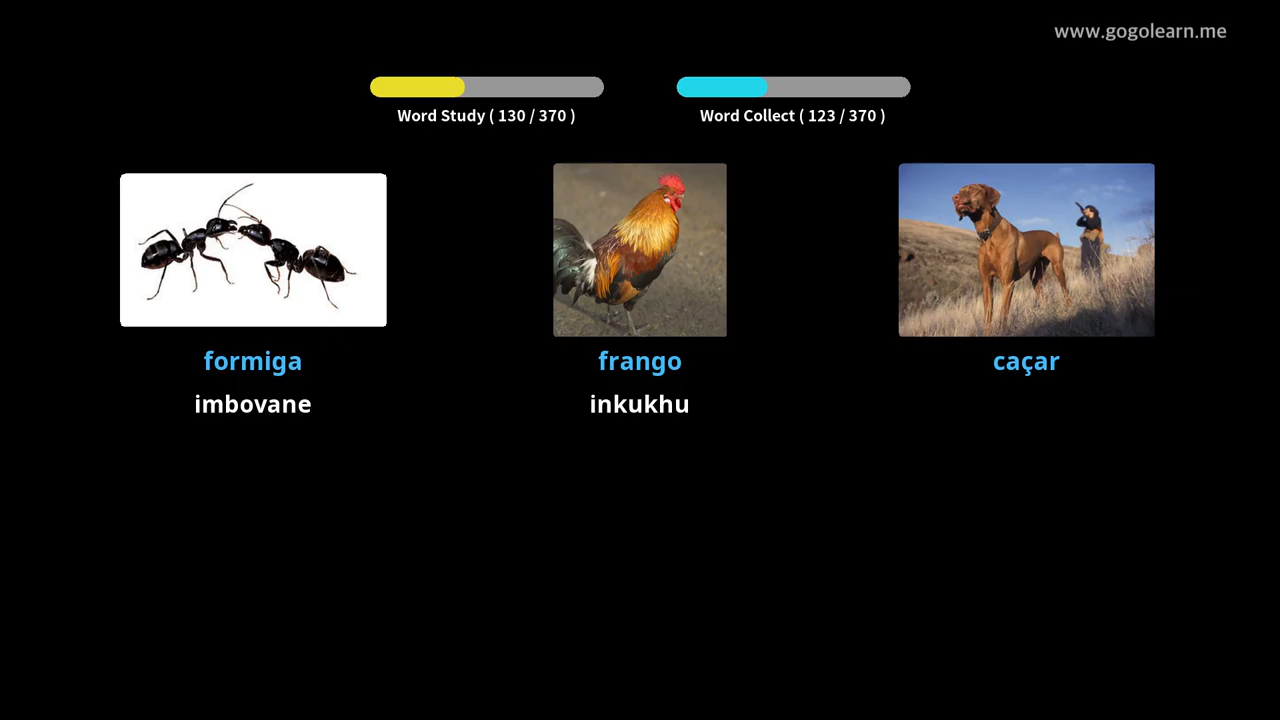 www.gogolearn.me
Word Study ( 130 / 370 )
Word Collect ( 123 / 370 )
formiga
frango
caçar
imbovane
inkukhu